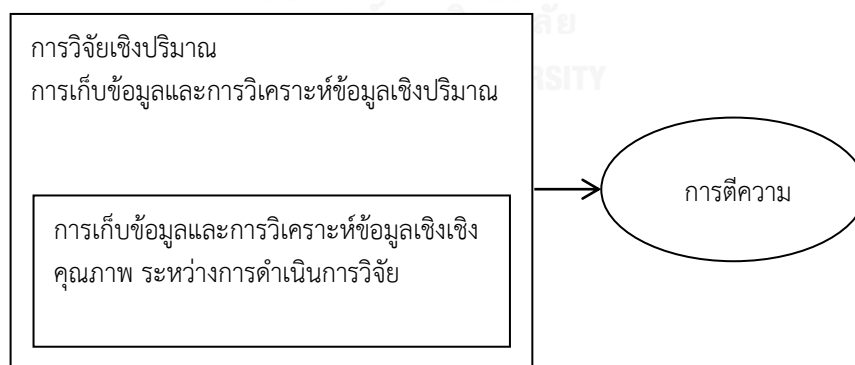 ลัย
RSITY
การวิจัยเชิงปริมาณ
การเก็บข้อมูลและการวิเคราะห์ข้อมูลเชิงปริมาณ
การตีความ
การเก็บข้อมูลและการวิเคราะห์ข้อมูลเชิงเชิง
คุณภาพ ระหว่างการดำเนินการวิจัย